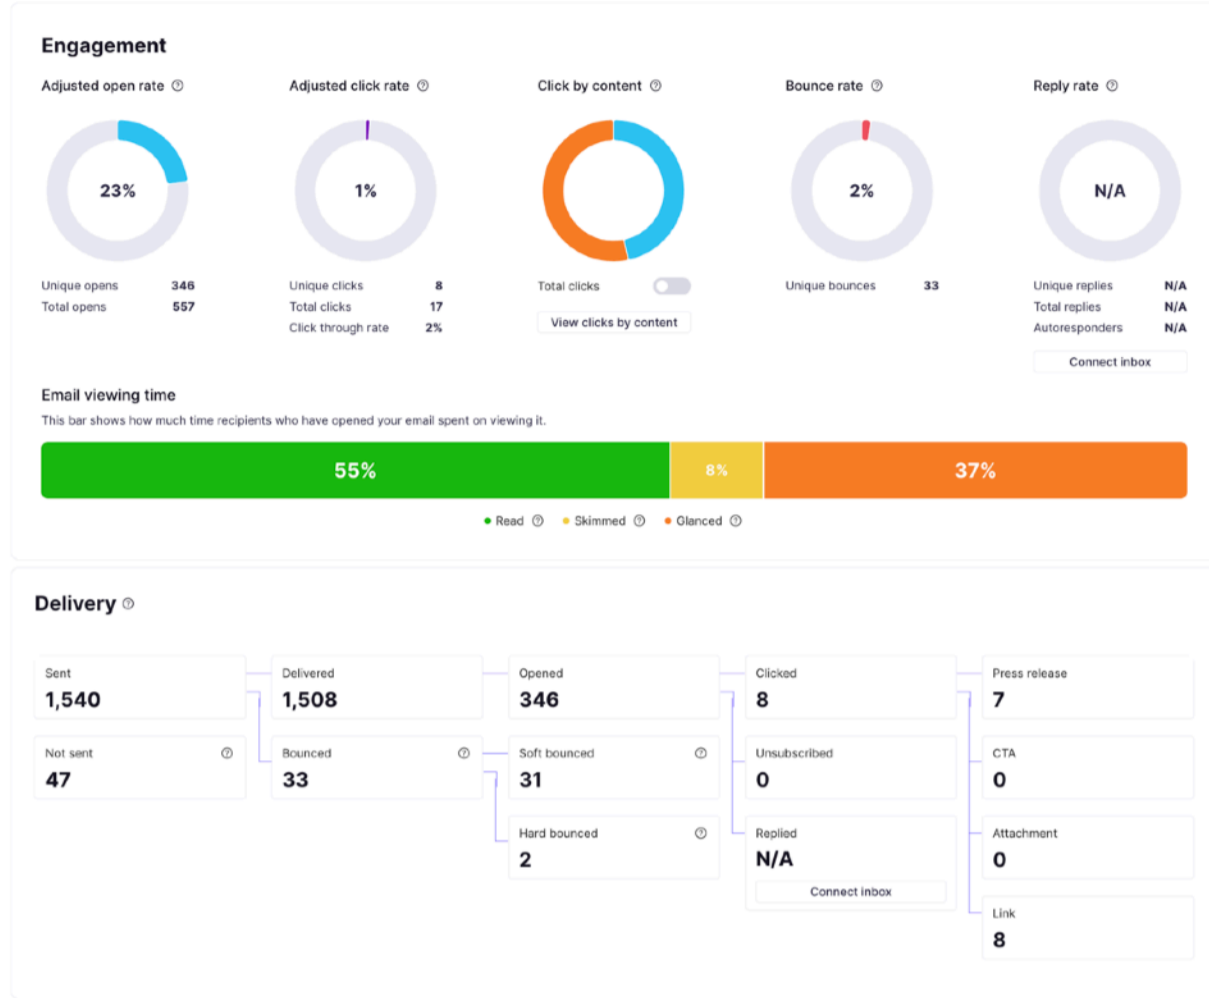 Engagement
Adjusted open rate
23%
Unique opens 346
Total opens 557
Adjusted click rate
1%
Unique clicks 8
Total clicks 17
Click through rate 2%
Click by content
Total clicks
View clicks by content
Bounce rate
2%
Unique bounces 33
Reply rate
N/A
Unique replies N/A
Total replies N/A
Autoresponders N/A
Connect inbox
Email viewing time
This bar shows how much time recipients who have opened your email spent on viewing it.
55% 8% 37%
Read Skimmed Glanced
Delivery
Sent
1,540
Not sent
47
Delivered
1,508
Bounced
33
Opened
346
Soft bounced
31
Hard bounced
2
Clicked
8
Unsubscribed
0
Replied
N/A
Connect inbox
Press release
7
CTA
0
Attachment
0
Link
8